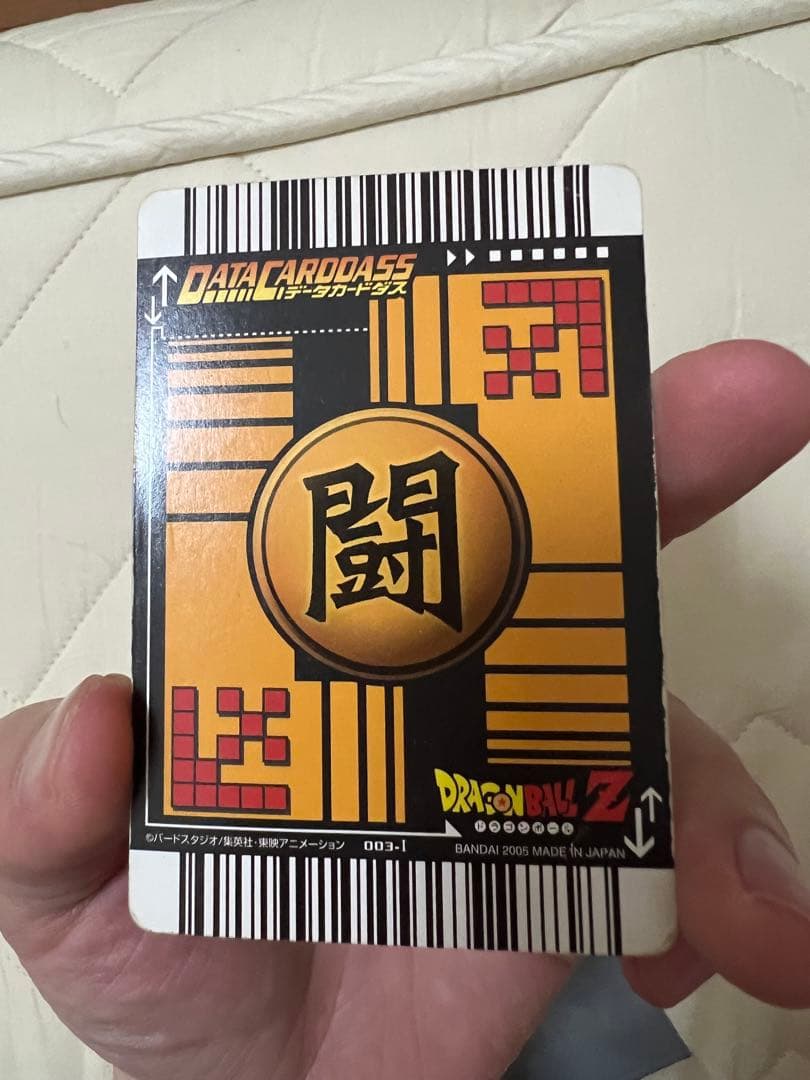 DATA CARDDASS
データカードダス
闘
DRAGONBALL Z
ドラゴンボール
©バードスタジオ/集英社・東映アニメーション 003-I
BANDAI 2005 MADE IN JAPAN